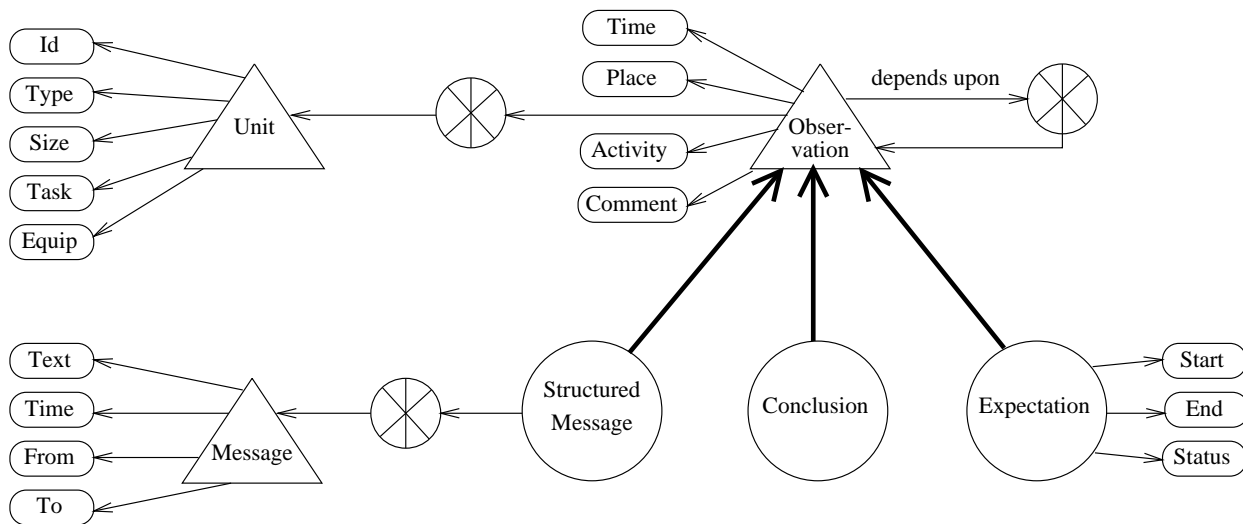 Id
Type
Size
Task
Equip
Unit
Time
Place
Activity
Comment
Obser-
vation
depends upon
Text
Time
From
To
Message
Structured
Message
Conclusion
Expectation
Start
End
Status